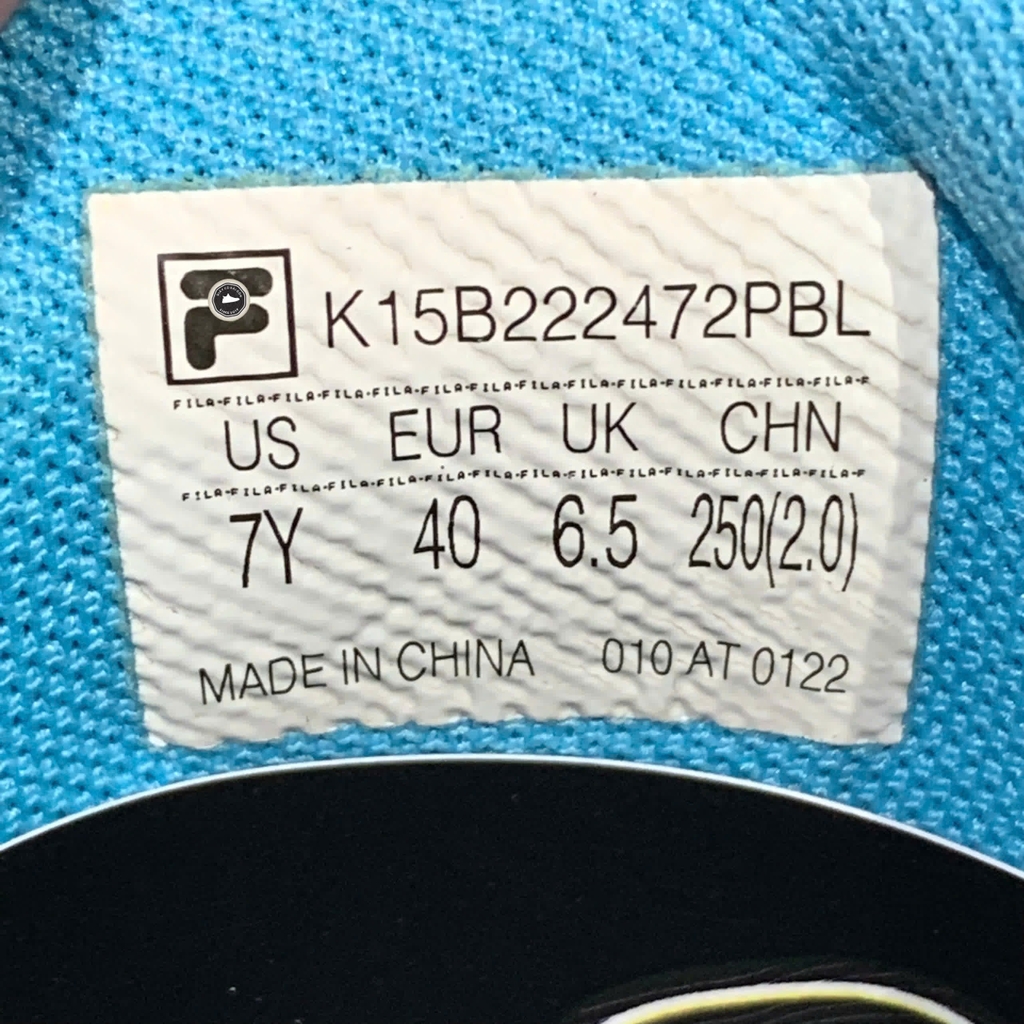 K15B222472PBL
FILA-FILA-FILA-FILA-FILA-FILA-FILA-FILA-FILA-FILA-FILA-FILA-FILA-FILA-F
US EUR UK CHN
FILA-FILA-FILA-FILA-FILA-FILA-FILA-FILA-FILA-FILA-FILA-FILA-FILA-FILA-F
7Y 40 6.5 250(2.0)
MADE IN CHINA 010 AT 0122